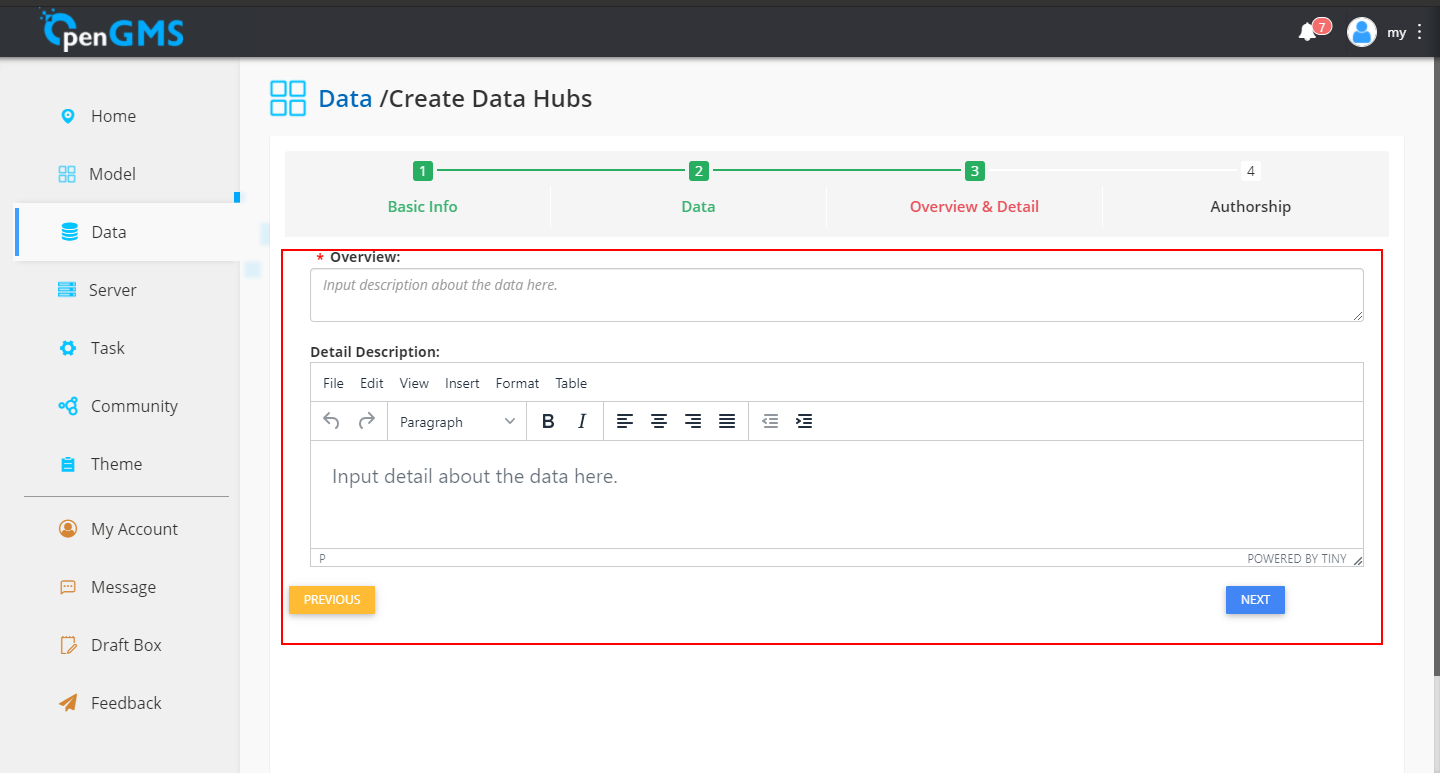 OpenGMS
7
my
Home
Model
Data
Server
Task
Community
Theme
My Account
Message
Draft Box
Feedback
Data /Create Data Hubs
1
2
3
4
Basic Info
Data
Overview & Detail
Authorship
* Overview:
Input description about the data here.
Detail Description:
File Edit View Insert Format Table
Paragraph B I
Input detail about the data here.
P
POWERED BY TINY
PREVIOUS
NEXT